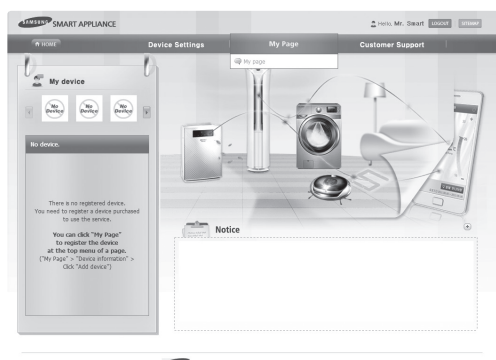 SAMSUNG SMART APPLIANCE
Hello, Mr. Smart LOGOUT SITEMAP
HOME Device Settings My Page Customer Support
My page
My device
No Device No Device No Device
No device.
There is no registered device.
You need to register a device purchased
to use the service.
You can click "My Page"
to register the device
at the top menu of a page.
("My Page" > "Device information" >
Click "Add device")
Notice